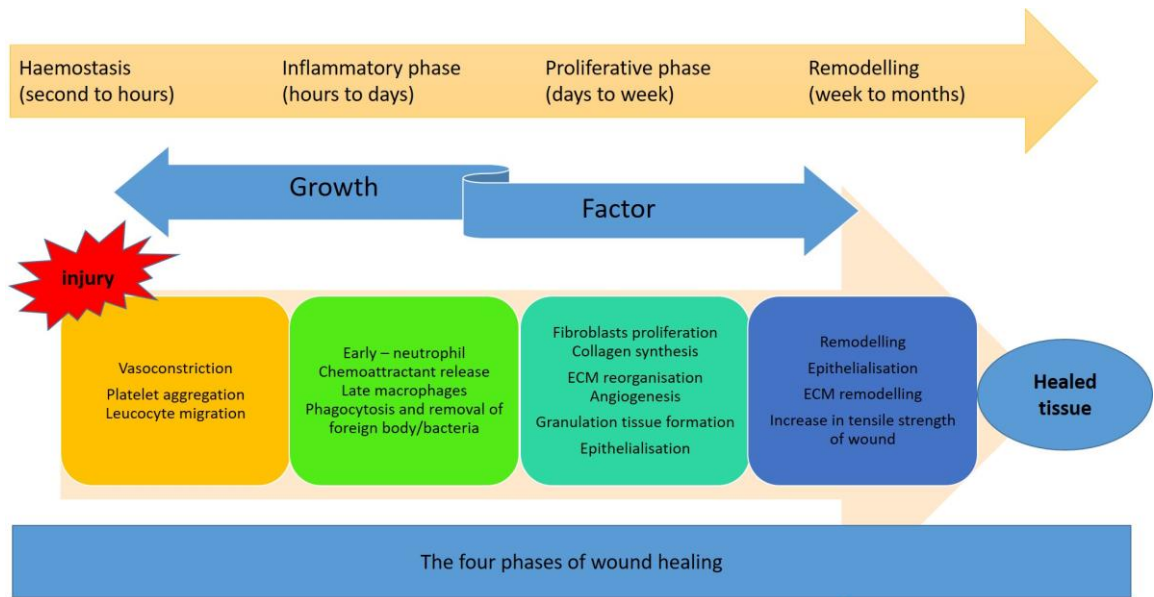 Haemostasis
(second to hours)
Inflammatory phase
(hours to days)
Proliferative phase
(days to week)
Remodelling
(week to months)
Growth
Factor
injury
Vasoconstriction
Platelet aggregation
Leucocyte migration
Early – neutrophil
Chemoattractant release
Late macrophages
Phagocytosis and removal of
foreign body/bacteria
Fibroblasts proliferation
Collagen synthesis
ECM reorganisation
Angiogenesis
Granulation tissue formation
Epithelialisation
Remodelling
Epithelialisation
ECM remodelling
Increase in tensile strength
of wound
Healed
tissue
The four phases of wound healing